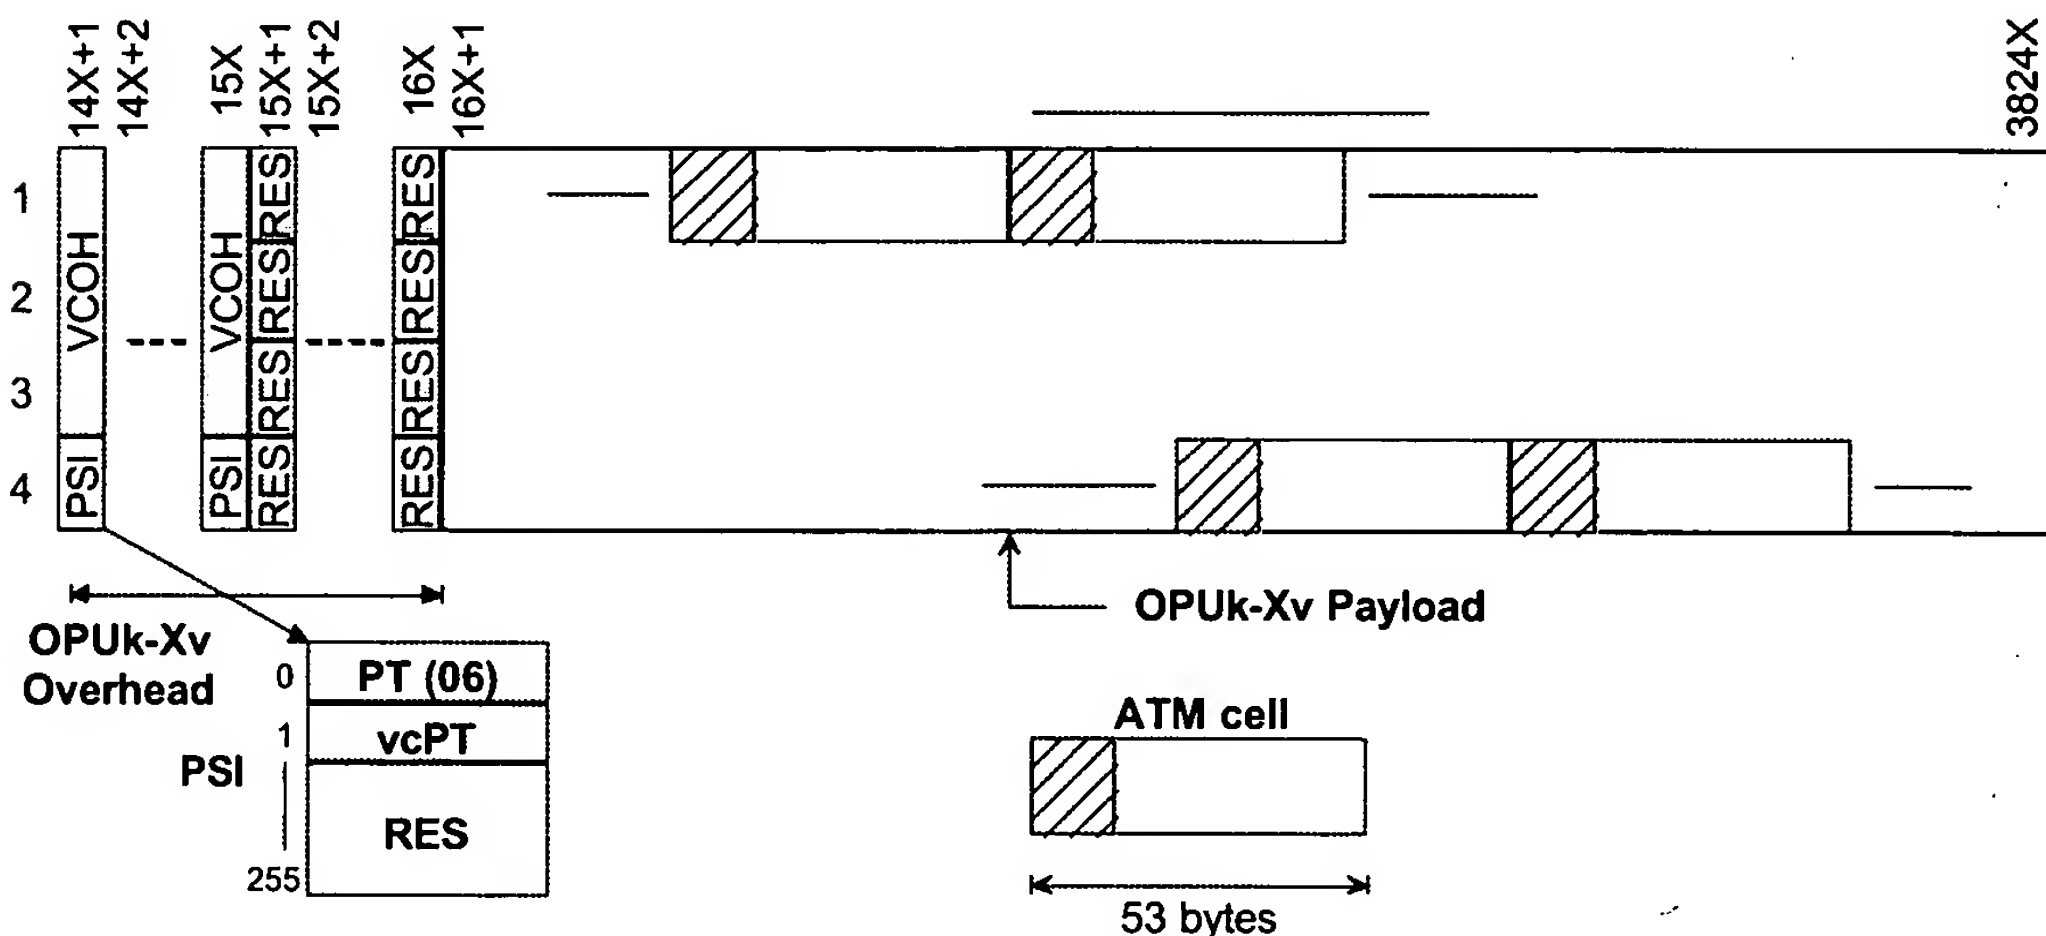 14X+1
14X+2
15X
15X+1
15X+2
16X
16X+1
3824X
1
2
3
4
VCOH
PSI
VCOH
PSI
RES
RES
RES
RES
RES
RES
RES
RES
OPUk-Xv
Overhead
OPUk-Xv Payload
PSI
0
PT (06)
1
vcPT
RES
255
ATM cell
53 bytes